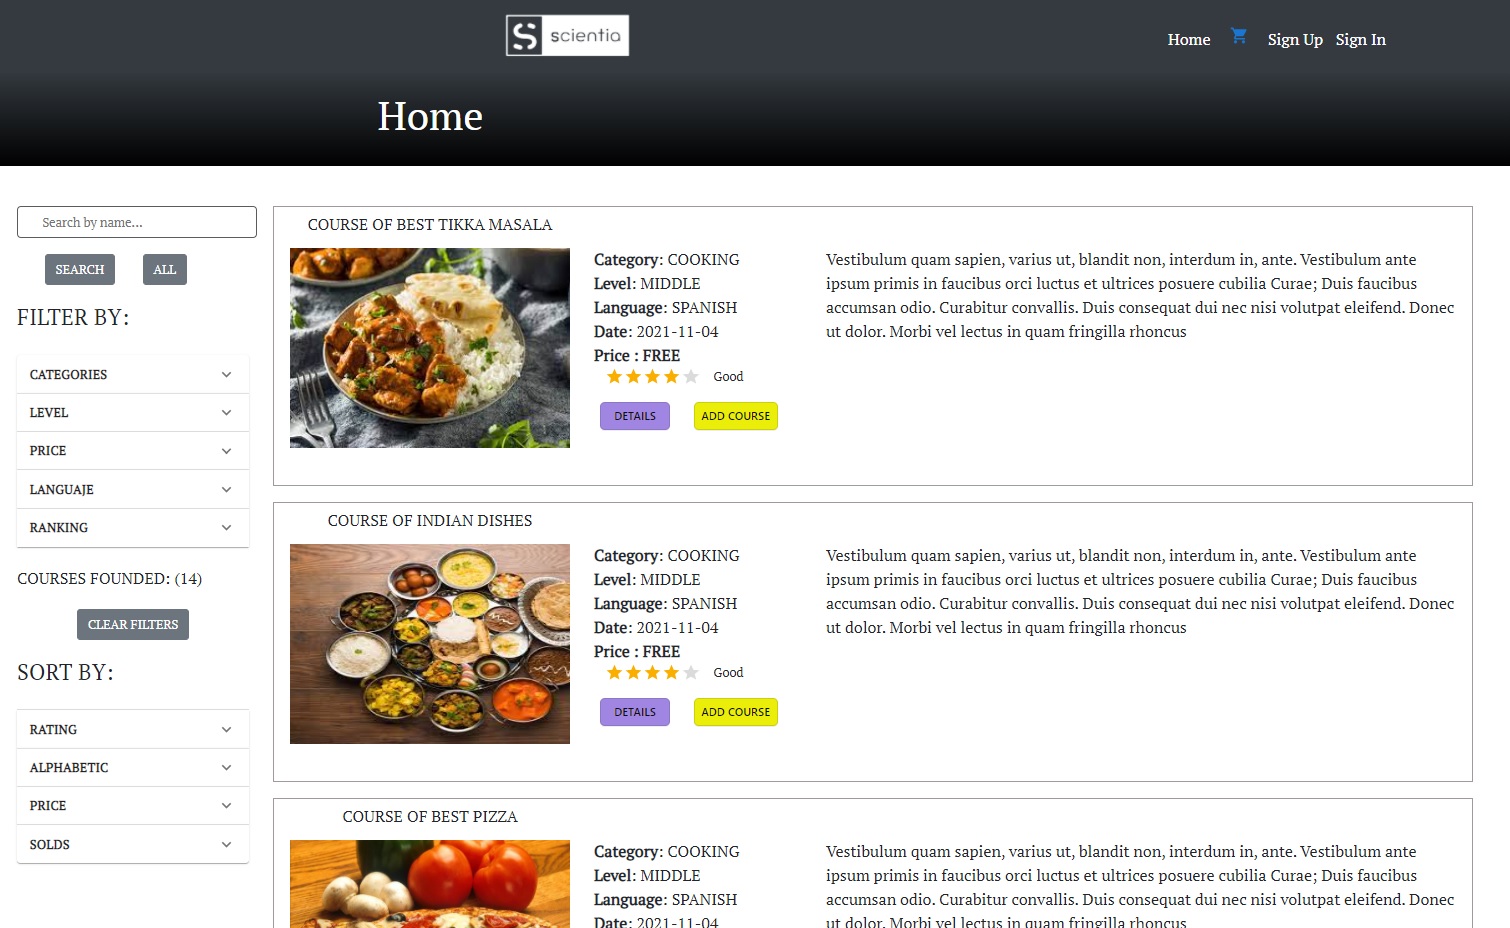 S scientia
Home Sign Up Sign In
Home
Search by name...
SEARCH ALL
FILTER BY:
CATEGORIES
LEVEL
PRICE
LANGUAJE
RANKING
COURSES FOUNDED: (14)
CLEAR FILTERS
SORT BY:
RATING
ALPHABETIC
PRICE
SOLDS
COURSE OF BEST TIKKA MASALA
Category: COOKING
Level: MIDDLE
Language: SPANISH
Date: 2021-11-04
Price : FREE
Good
DETAILS ADD COURSE
Vestibulum quam sapien, varius ut, blandit non, interdum in, ante. Vestibulum ante
ipsum primis in faucibus orci luctus et ultrices posuere cubilia Curae; Duis faucibus
accumsan odio. Curabitur convallis. Duis consequat dui nec nisi volutpat eleifend. Donec
ut dolor. Morbi vel lectus in quam fringilla rhoncus
COURSE OF INDIAN DISHES
Category: COOKING
Level: MIDDLE
Language: SPANISH
Date: 2021-11-04
Price : FREE
Good
DETAILS ADD COURSE
Vestibulum quam sapien, varius ut, blandit non, interdum in, ante. Vestibulum ante
ipsum primis in faucibus orci luctus et ultrices posuere cubilia Curae; Duis faucibus
accumsan odio. Curabitur convallis. Duis consequat dui nec nisi volutpat eleifend. Donec
ut dolor. Morbi vel lectus in quam fringilla rhoncus
COURSE OF BEST PIZZA
Category: COOKING
Level: MIDDLE
Language: SPANISH
Date: 2021-11-04
Vestibulum quam sapien, varius ut, blandit non, interdum in, ante. Vestibulum ante
ipsum primis in faucibus orci luctus et ultrices posuere cubilia Curae; Duis faucibus
accumsan odio. Curabitur convallis. Duis consequat dui nec nisi volutpat eleifend. Donec
ut dolor. Morbi vel lectus in quam fringilla rhoncus